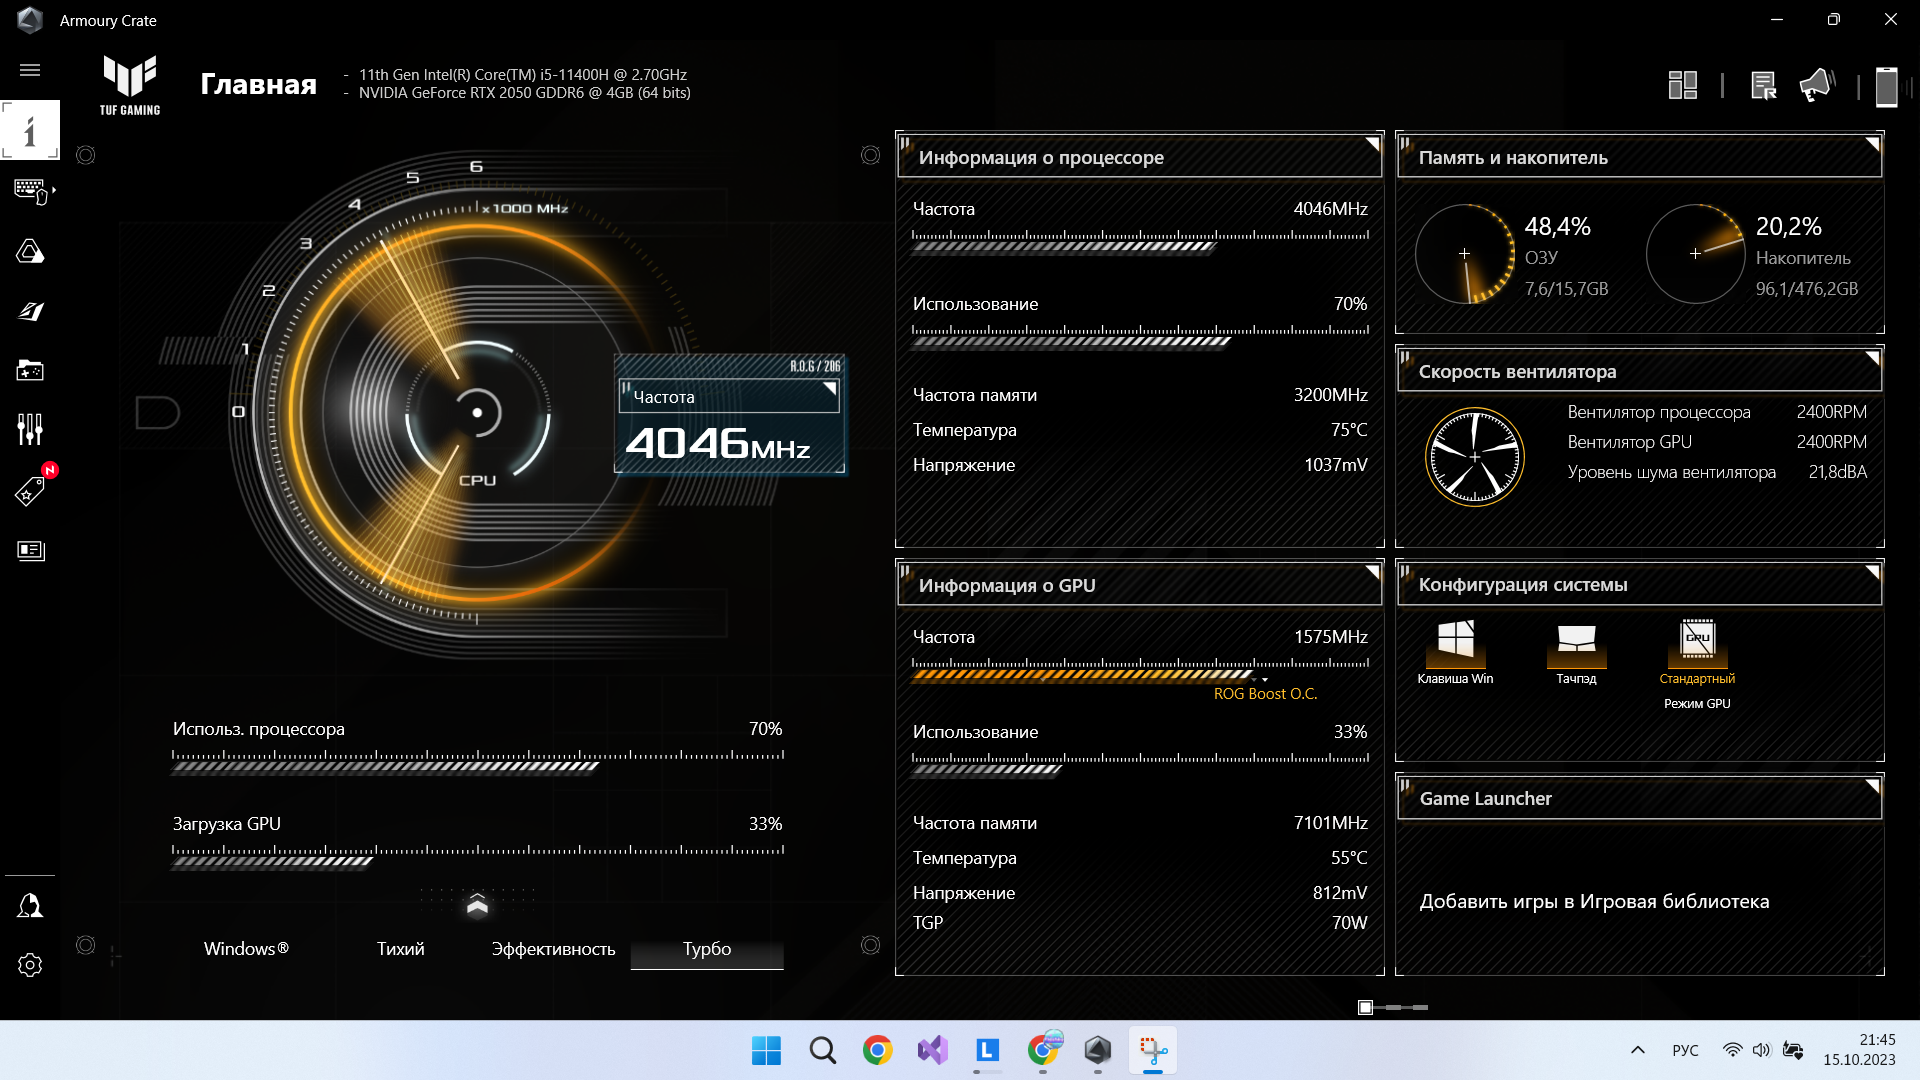 Armoury Crate
TUF GAMING
Главная
- 11th Gen Intel(R) Core(TM) i5-11400H @ 2.70GHz
- NVIDIA GeForce RTX 2050 GDDR6 @ 4GB (64 bits)
6
5
4
3
2
1
0
x1000 MHz
CPU
R.O.G / 286
Частота
4046MHz
Использ. процессора 70%
Загрузка GPU 33%
Windows® Тихий Эффективность Турбо
Информация о процессоре
Частота 4046MHz
Использование 70%
Частота памяти 3200MHz
Температура 75°C
Напряжение 1037mV
Информация о GPU
Частота 1575MHz
ROG Boost O.C.
Использование 33%
Частота памяти 7101MHz
Температура 55°C
Напряжение 812mV
TGP 70W
Память и накопитель
48,4%
ОЗУ
7,6/15,7GB
20,2%
Накопитель
96,1/476,2GB
Скорость вентилятора
Вентилятор процессора 2400RPM
Вентилятор GPU 2400RPM
Уровень шума вентилятора 21,8dBA
Конфигурация системы
GPU
Клавиша Win Тачпэд Стандартный
Режим GPU
Game Launcher
Добавить игры в Игровая библиотека
N
L
РУС
21:45
15.10.2023